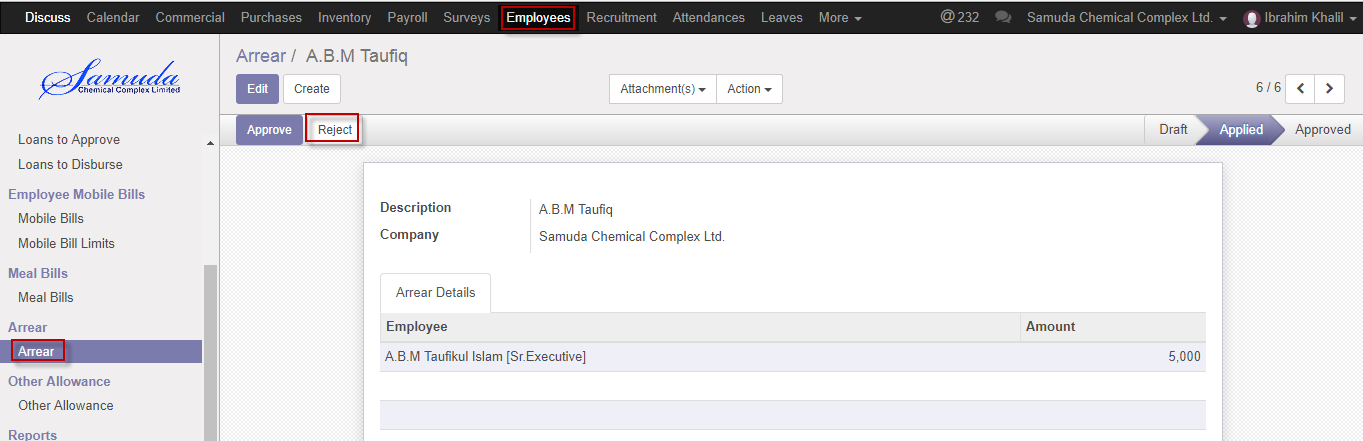 Discuss Calendar Commercial Purchases Inventory Payroll Surveys Employees Recruitment Attendances Leaves More @ 232 Samuda Chemical Complex Ltd. Ibrahim Khalil
Samuda
Chemical Complex Limited
Loans to Approve
Loans to Disburse
Employee Mobile Bills
Mobile Bills
Mobile Bill Limits
Meal Bills
Meal Bills
Arrear
Arrear
Other Allowance
Other Allowance
Reports
Arrear / A.B.M Taufiq
Edit Create Attachment(s) Action 6 / 6
Approve Reject Draft Applied Approved
Description A.B.M Taufiq
Company Samuda Chemical Complex Ltd.
Arrear Details
Employee Amount
A.B.M Taufikul Islam [Sr.Executive] 5,000